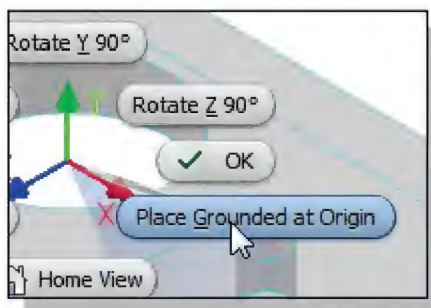 Rotate Y 90°
Y
Rotate Z 90°
OK
X
Place Grounded at Origin
Home View